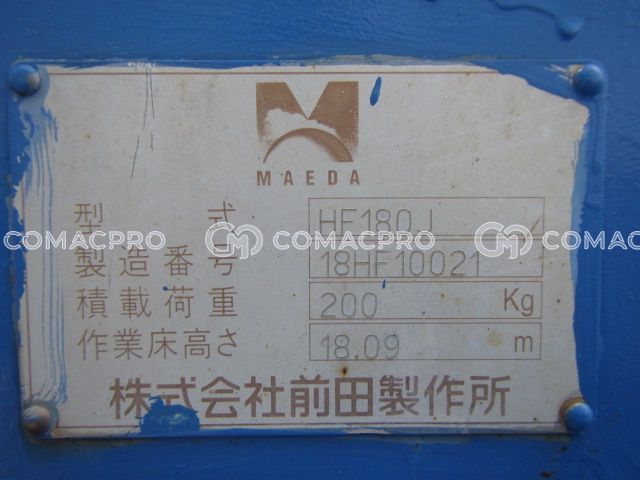 MAEDA
型式 HF180J
製造番号 18HF10021
積載荷重 200 Kg
作業床高さ 18.09 m
株式会社前田製作所
COMACPRO COMACPRO COMACPRO